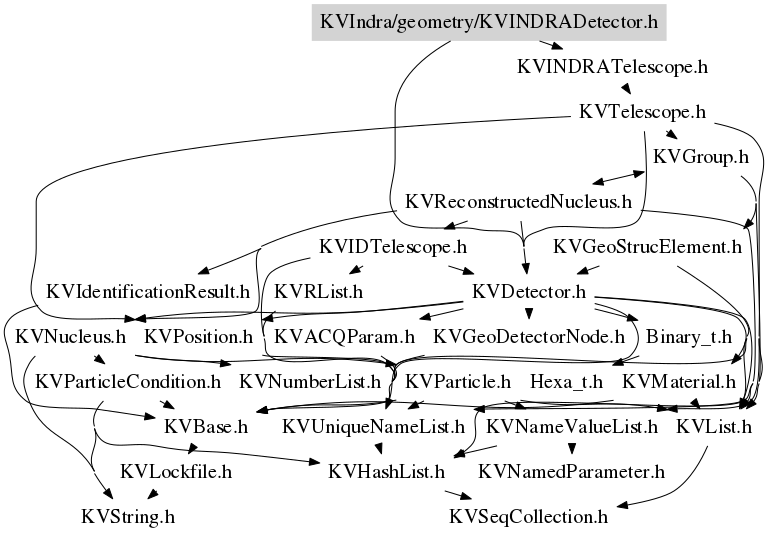 KVIndra/geometry/KVINDRADetector.h
KVINDRATelescope.h
KVTelescope.h
KVGroup.h
KVReconstructedNucleus.h
KVIDTelescope.h
KVGeoStrucElement.h
KVIdentificationResult.h
KVRList.h
KVDetector.h
KVNucleus.h
KVPosition.h
KVACQParam.h
KVGeoDetectorNode.h
Binary_t.h
KVParticleCondition.h
KVNumberList.h
KVParticle.h
Hexa_t.h
KVMaterial.h
KVBase.h
KVUniqueNameList.h
KVNameValueList.h
KVList.h
KVLockfile.h
KVHashList.h
KVNamedParameter.h
KVString.h
KVSeqCollection.h